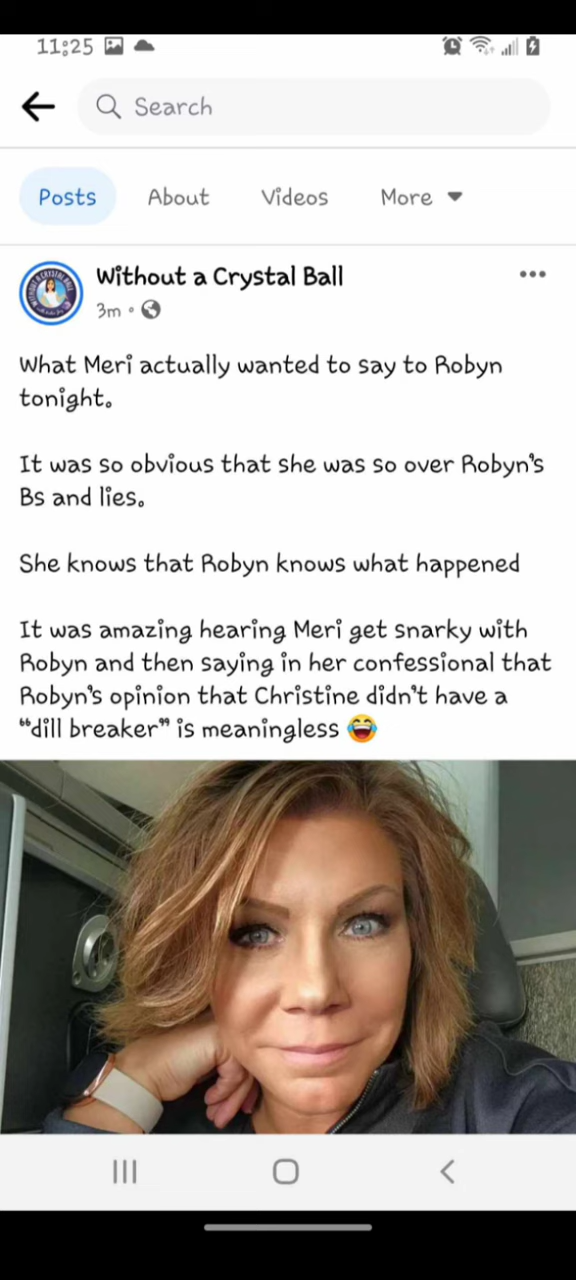 11:25
Search
Posts About Videos More
Without a Crystal Ball
3m
What Meri actually wanted to say to Robyn
tonight.
It was so obvious that she was so over Robyn's
Bs and lies.
She knows that Robyn knows what happened
It was amazing hearing Meri get snarky with
Robyn and then saying in her confessional that
Robyn's opinion that Christine didn't have a
“dill breaker” is meaningless 😂